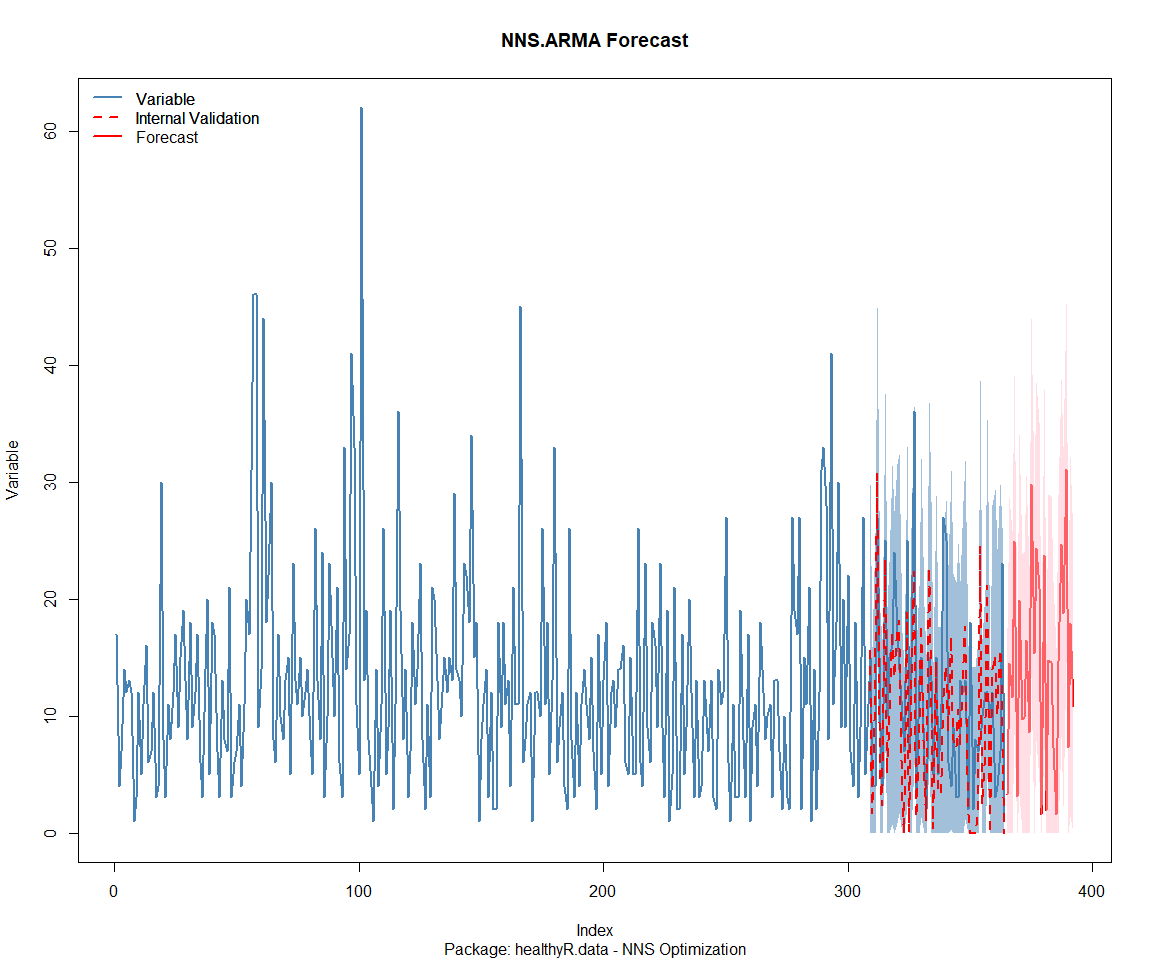 NNS.ARMA Forecast
Variable
Internal Validation
Forecast
Variable
60
50
40
30
20
10
0
0 100 200 300 400
Index
Package: healthyR.data - NNS Optimization